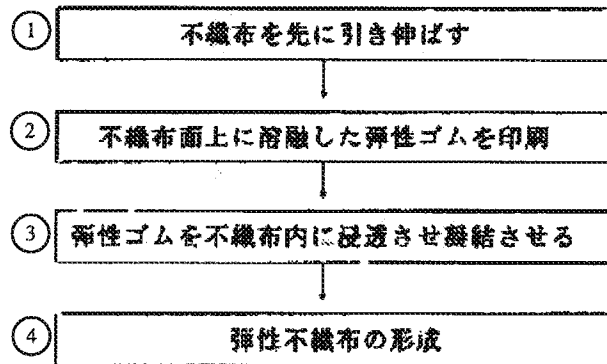 ① 不織布を先に引き伸ばす
② 不織布面上に溶融した弾性ゴムを印刷
③ 弾性ゴムを不織布内に浸透させ凝結させる
④ 弾性不織布の形成